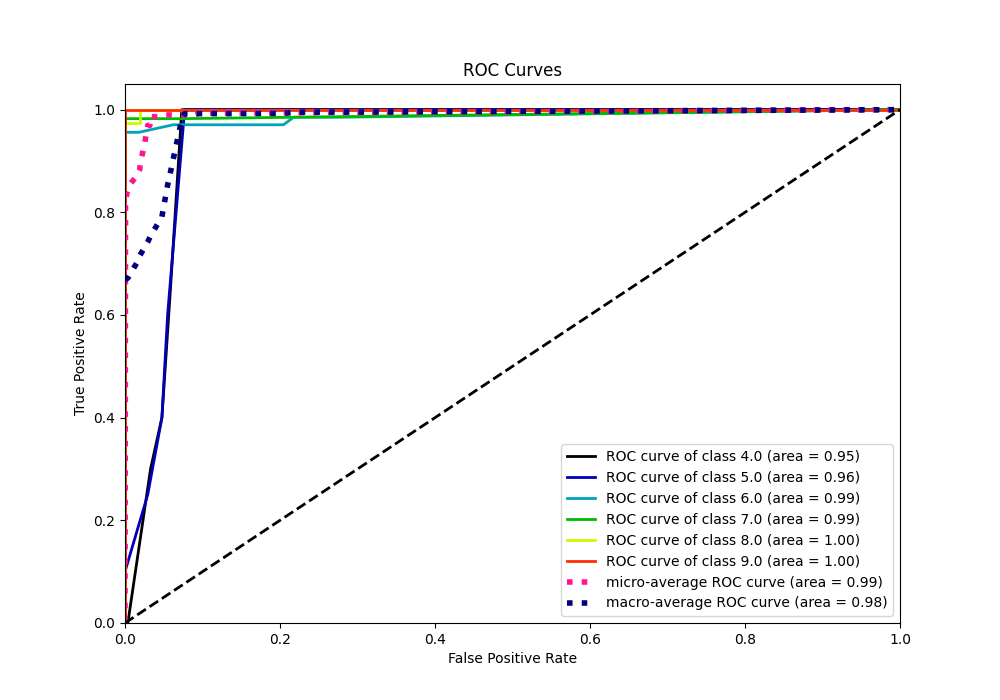 ROC Curves
True Positive Rate
1.0
0.8
0.6
0.4
0.2
0.0
0.0 0.2 0.4 0.6 0.8 1.0
False Positive Rate
ROC curve of class 4.0 (area = 0.95)
ROC curve of class 5.0 (area = 0.96)
ROC curve of class 6.0 (area = 0.99)
ROC curve of class 7.0 (area = 0.99)
ROC curve of class 8.0 (area = 1.00)
ROC curve of class 9.0 (area = 1.00)
micro-average ROC curve (area = 0.99)
macro-average ROC curve (area = 0.98)